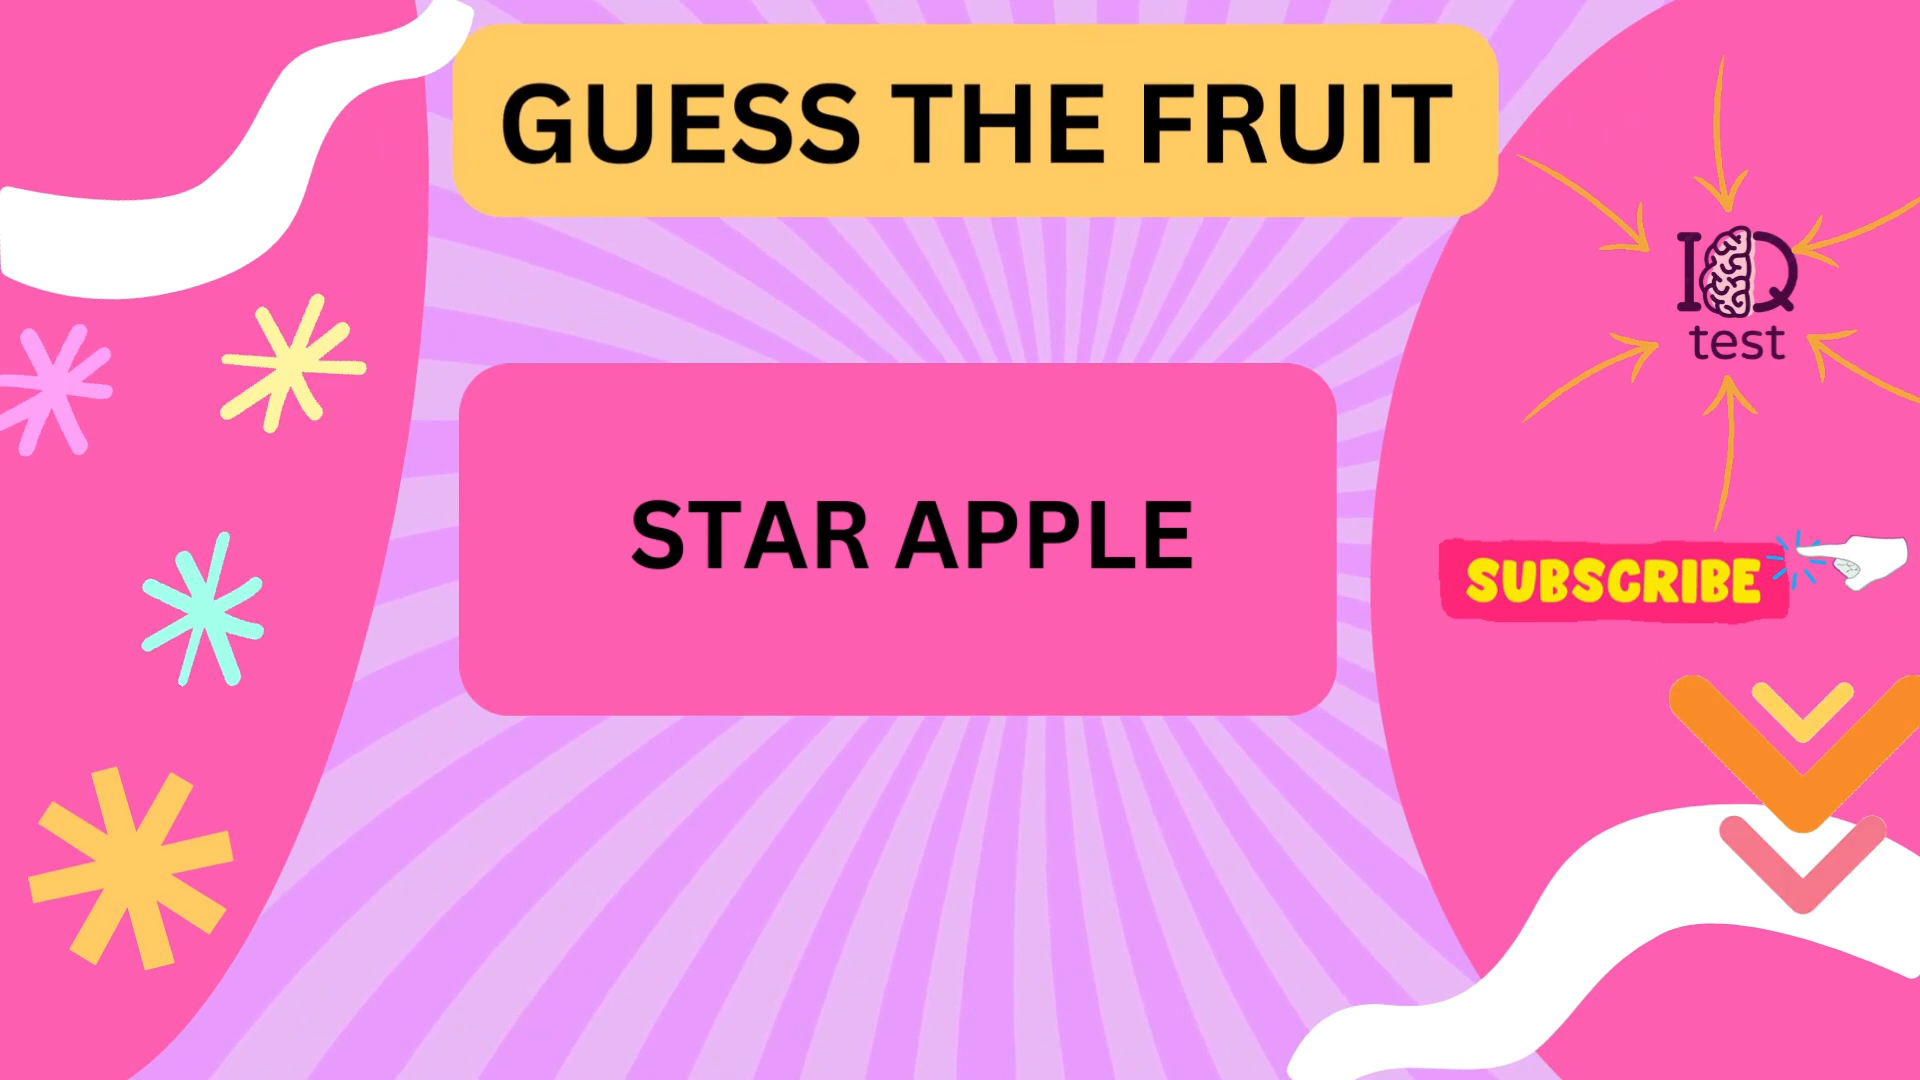 GUESS THE FRUIT
IQ
test
STAR APPLE
SUBSCRIBE